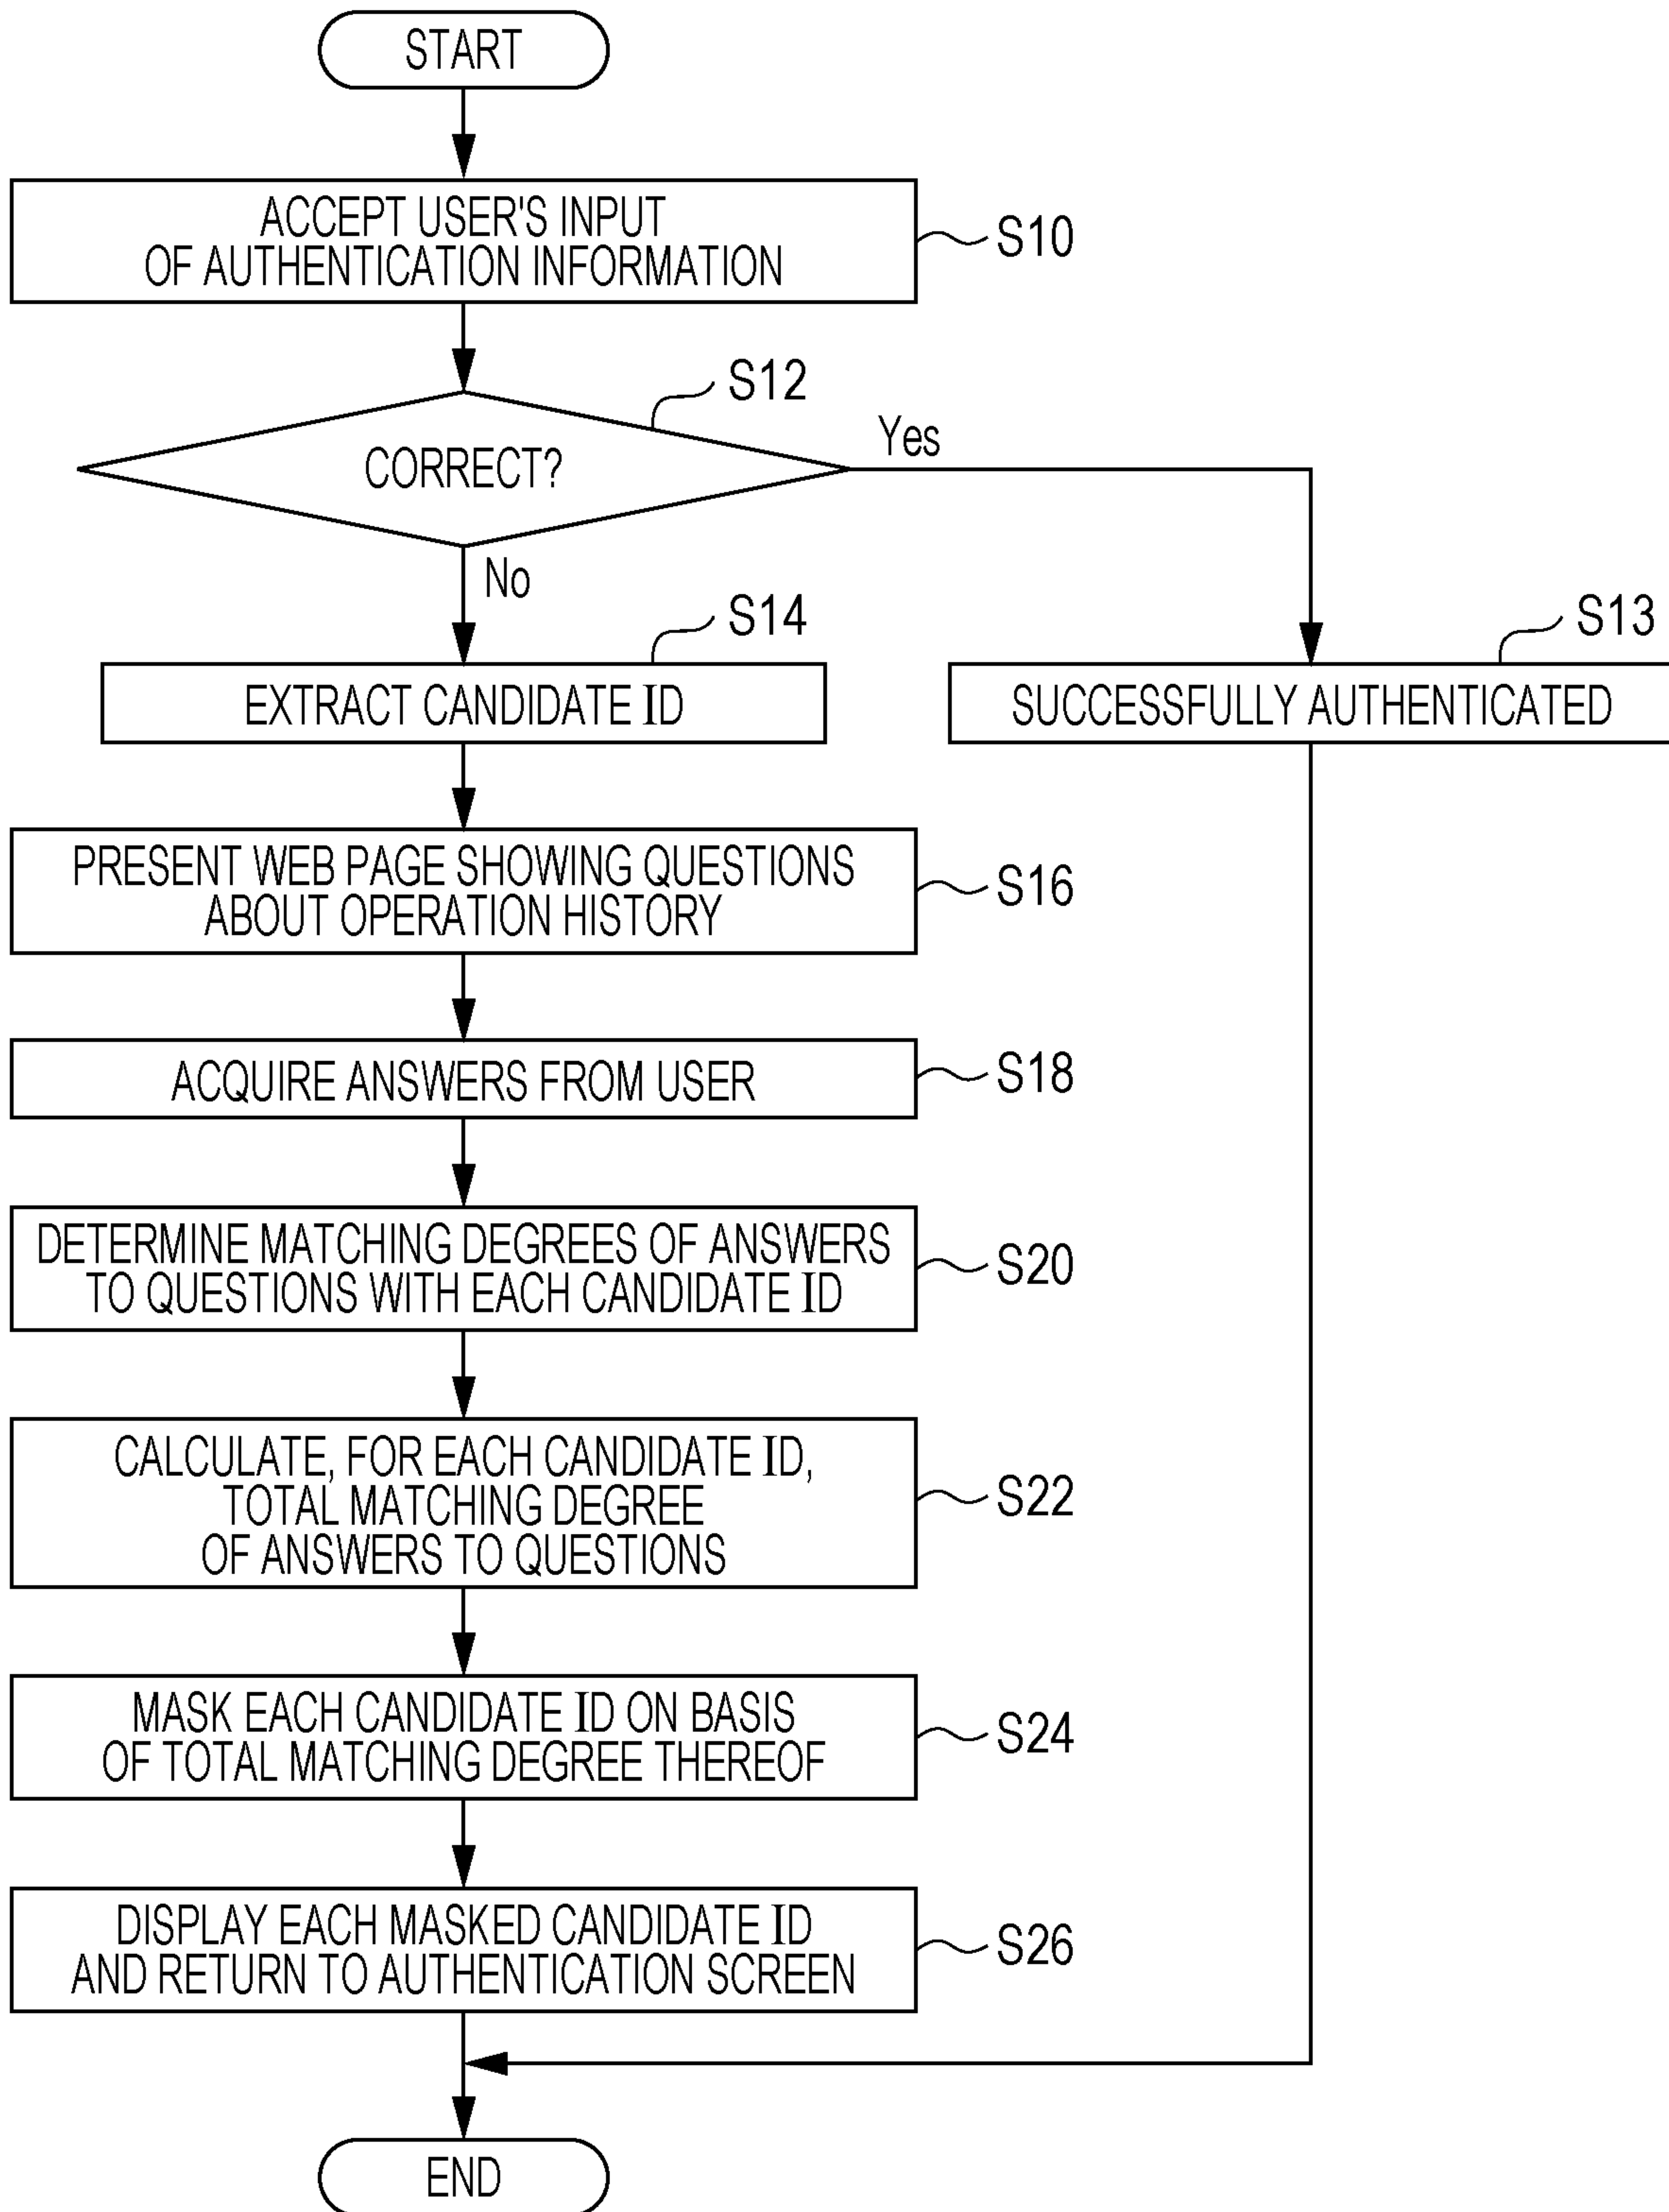 START
ACCEPT USER'S INPUT
OF AUTHENTICATION INFORMATION
S10
S12
CORRECT?
Yes
No
S14
EXTRACT CANDIDATE ID
S13
SUCCESSFULLY AUTHENTICATED
PRESENT WEB PAGE SHOWING QUESTIONS
ABOUT OPERATION HISTORY
S16
ACQUIRE ANSWERS FROM USER
S18
DETERMINE MATCHING DEGREES OF ANSWERS
TO QUESTIONS WITH EACH CANDIDATE ID
S20
CALCULATE, FOR EACH CANDIDATE ID,
TOTAL MATCHING DEGREE
OF ANSWERS TO QUESTIONS
S22
MASK EACH CANDIDATE ID ON BASIS
OF TOTAL MATCHING DEGREE THEREOF
S24
DISPLAY EACH MASKED CANDIDATE ID
AND RETURN TO AUTHENTICATION SCREEN
S26
END